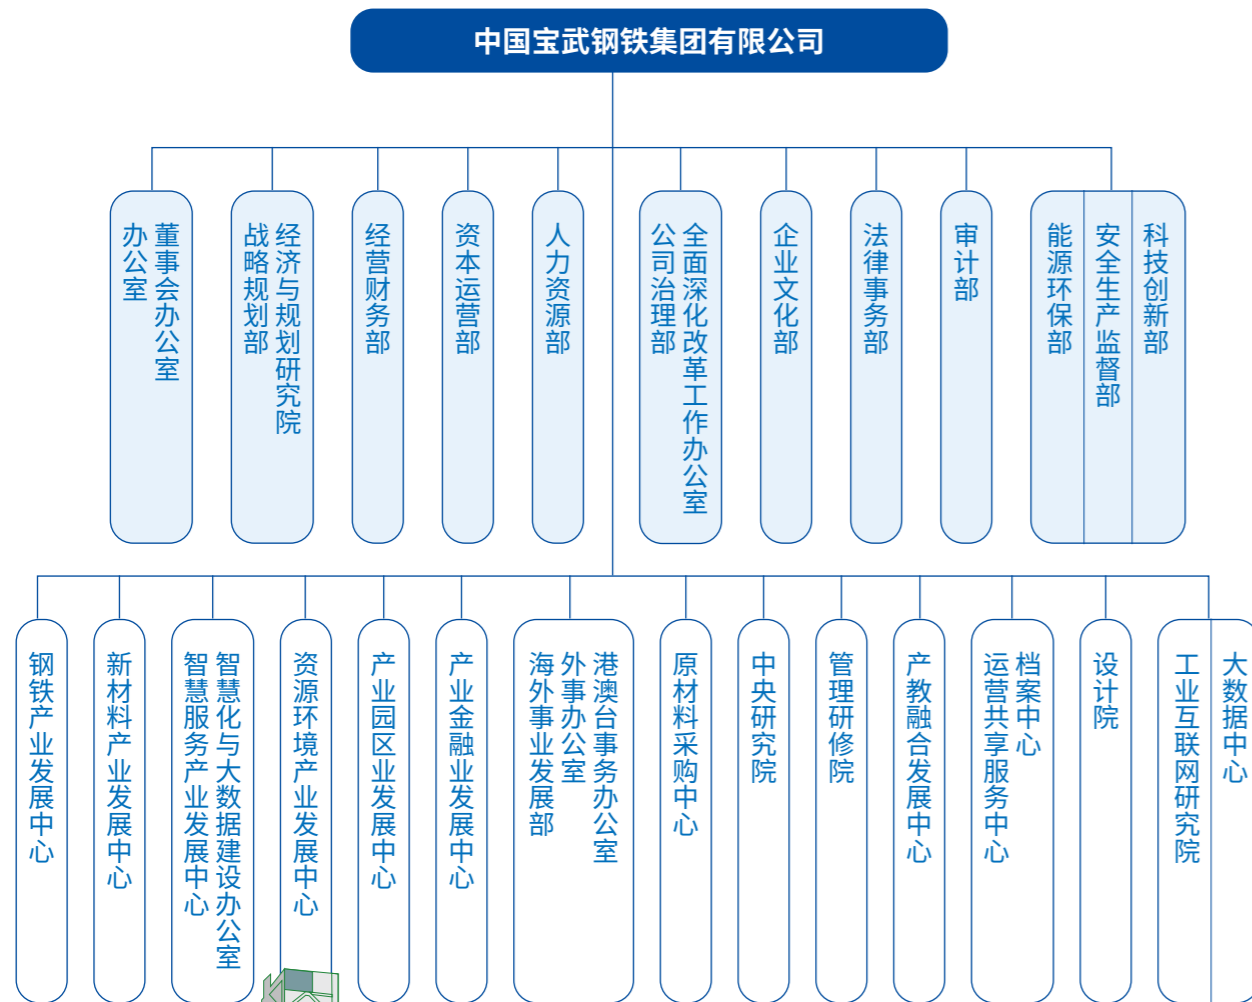 中国宝武钢铁集团有限公司
办公室
董事会办公室
战略规划部
经济与规划研究院
经营财务部
资本运营部
人力资源部
公司治理部
全面深化改革工作办公室
企业文化部
法律事务部
审计部
能源环保部
安全生产监督部
科技创新部
钢铁产业发展中心
新材料产业发展中心
智慧服务产业发展中心
智慧化与大数据建设办公室
资源环境产业发展中心
产业园区业发展中心
产业金融业发展中心
海外事业发展部
外事办公室
港澳台事务办公室
原材料采购中心
中央研究院
管理研修院
产教融合发展中心
运营共享服务中心
档案中心
设计院
工业互联网研究院
大数据中心